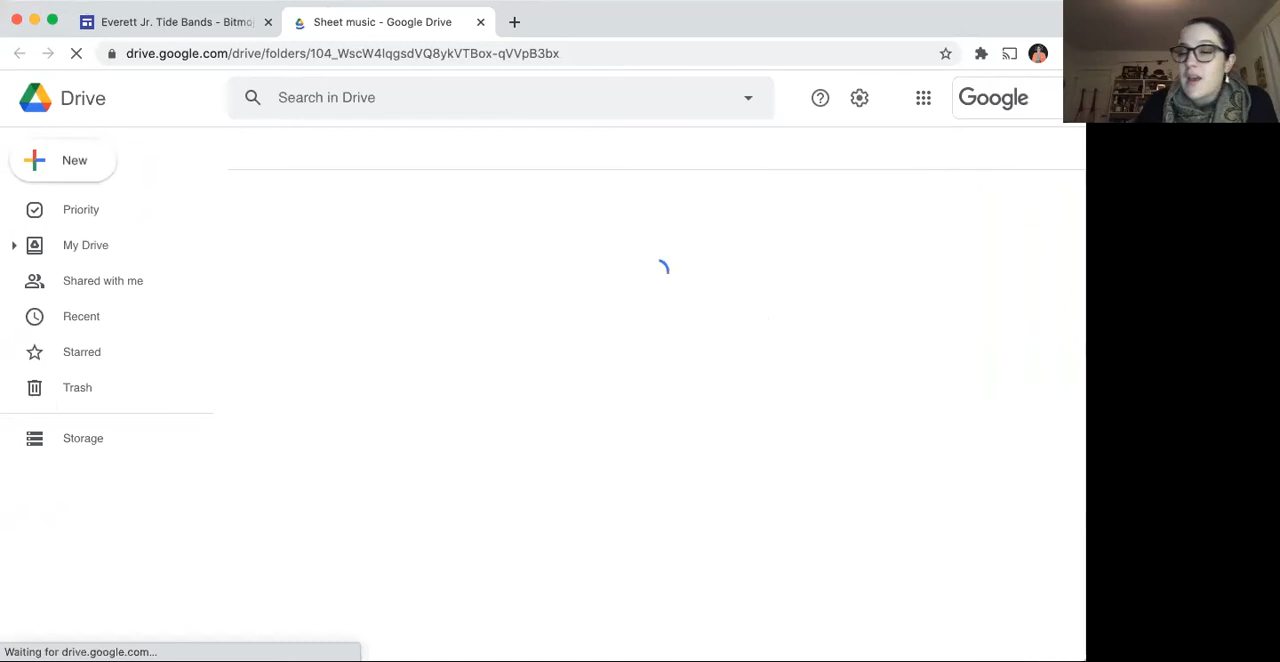 Everett Jr. Tide Bands - Bitmo
Sheet music - Google Drive
drive.google.com/drive/folders/104_WscW4lqgsdVQ8ykVTBox-qVVpB3bx
Drive
Search in Drive
Google
New
Priority
My Drive
Shared with me
Recent
Starred
Trash
Storage
Waiting for drive.google.com...